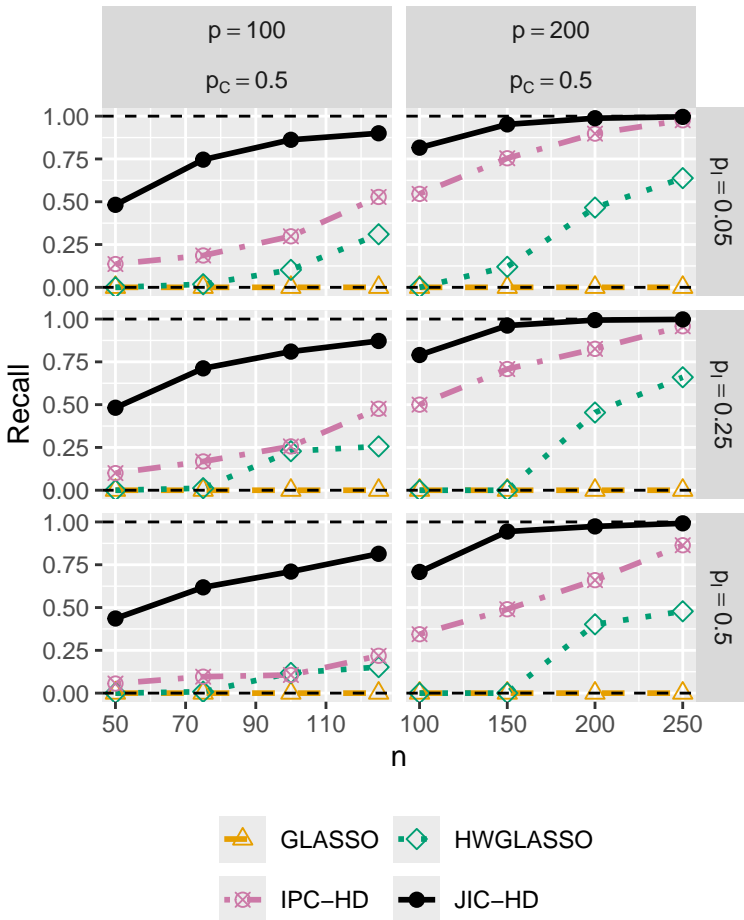 p = 100
p = 200
p_C = 0.5
p_C = 0.5
Recall
1.00
0.75
0.50
0.25
0.00
p_I = 0.05
1.00
0.75
0.50
0.25
0.00
p_I = 0.25
1.00
0.75
0.50
0.25
0.00
p_I = 0.5
50 70 90 110
100 150 200 250
n
GLASSO
HWGLASSO
IPC−HD
JIC−HD